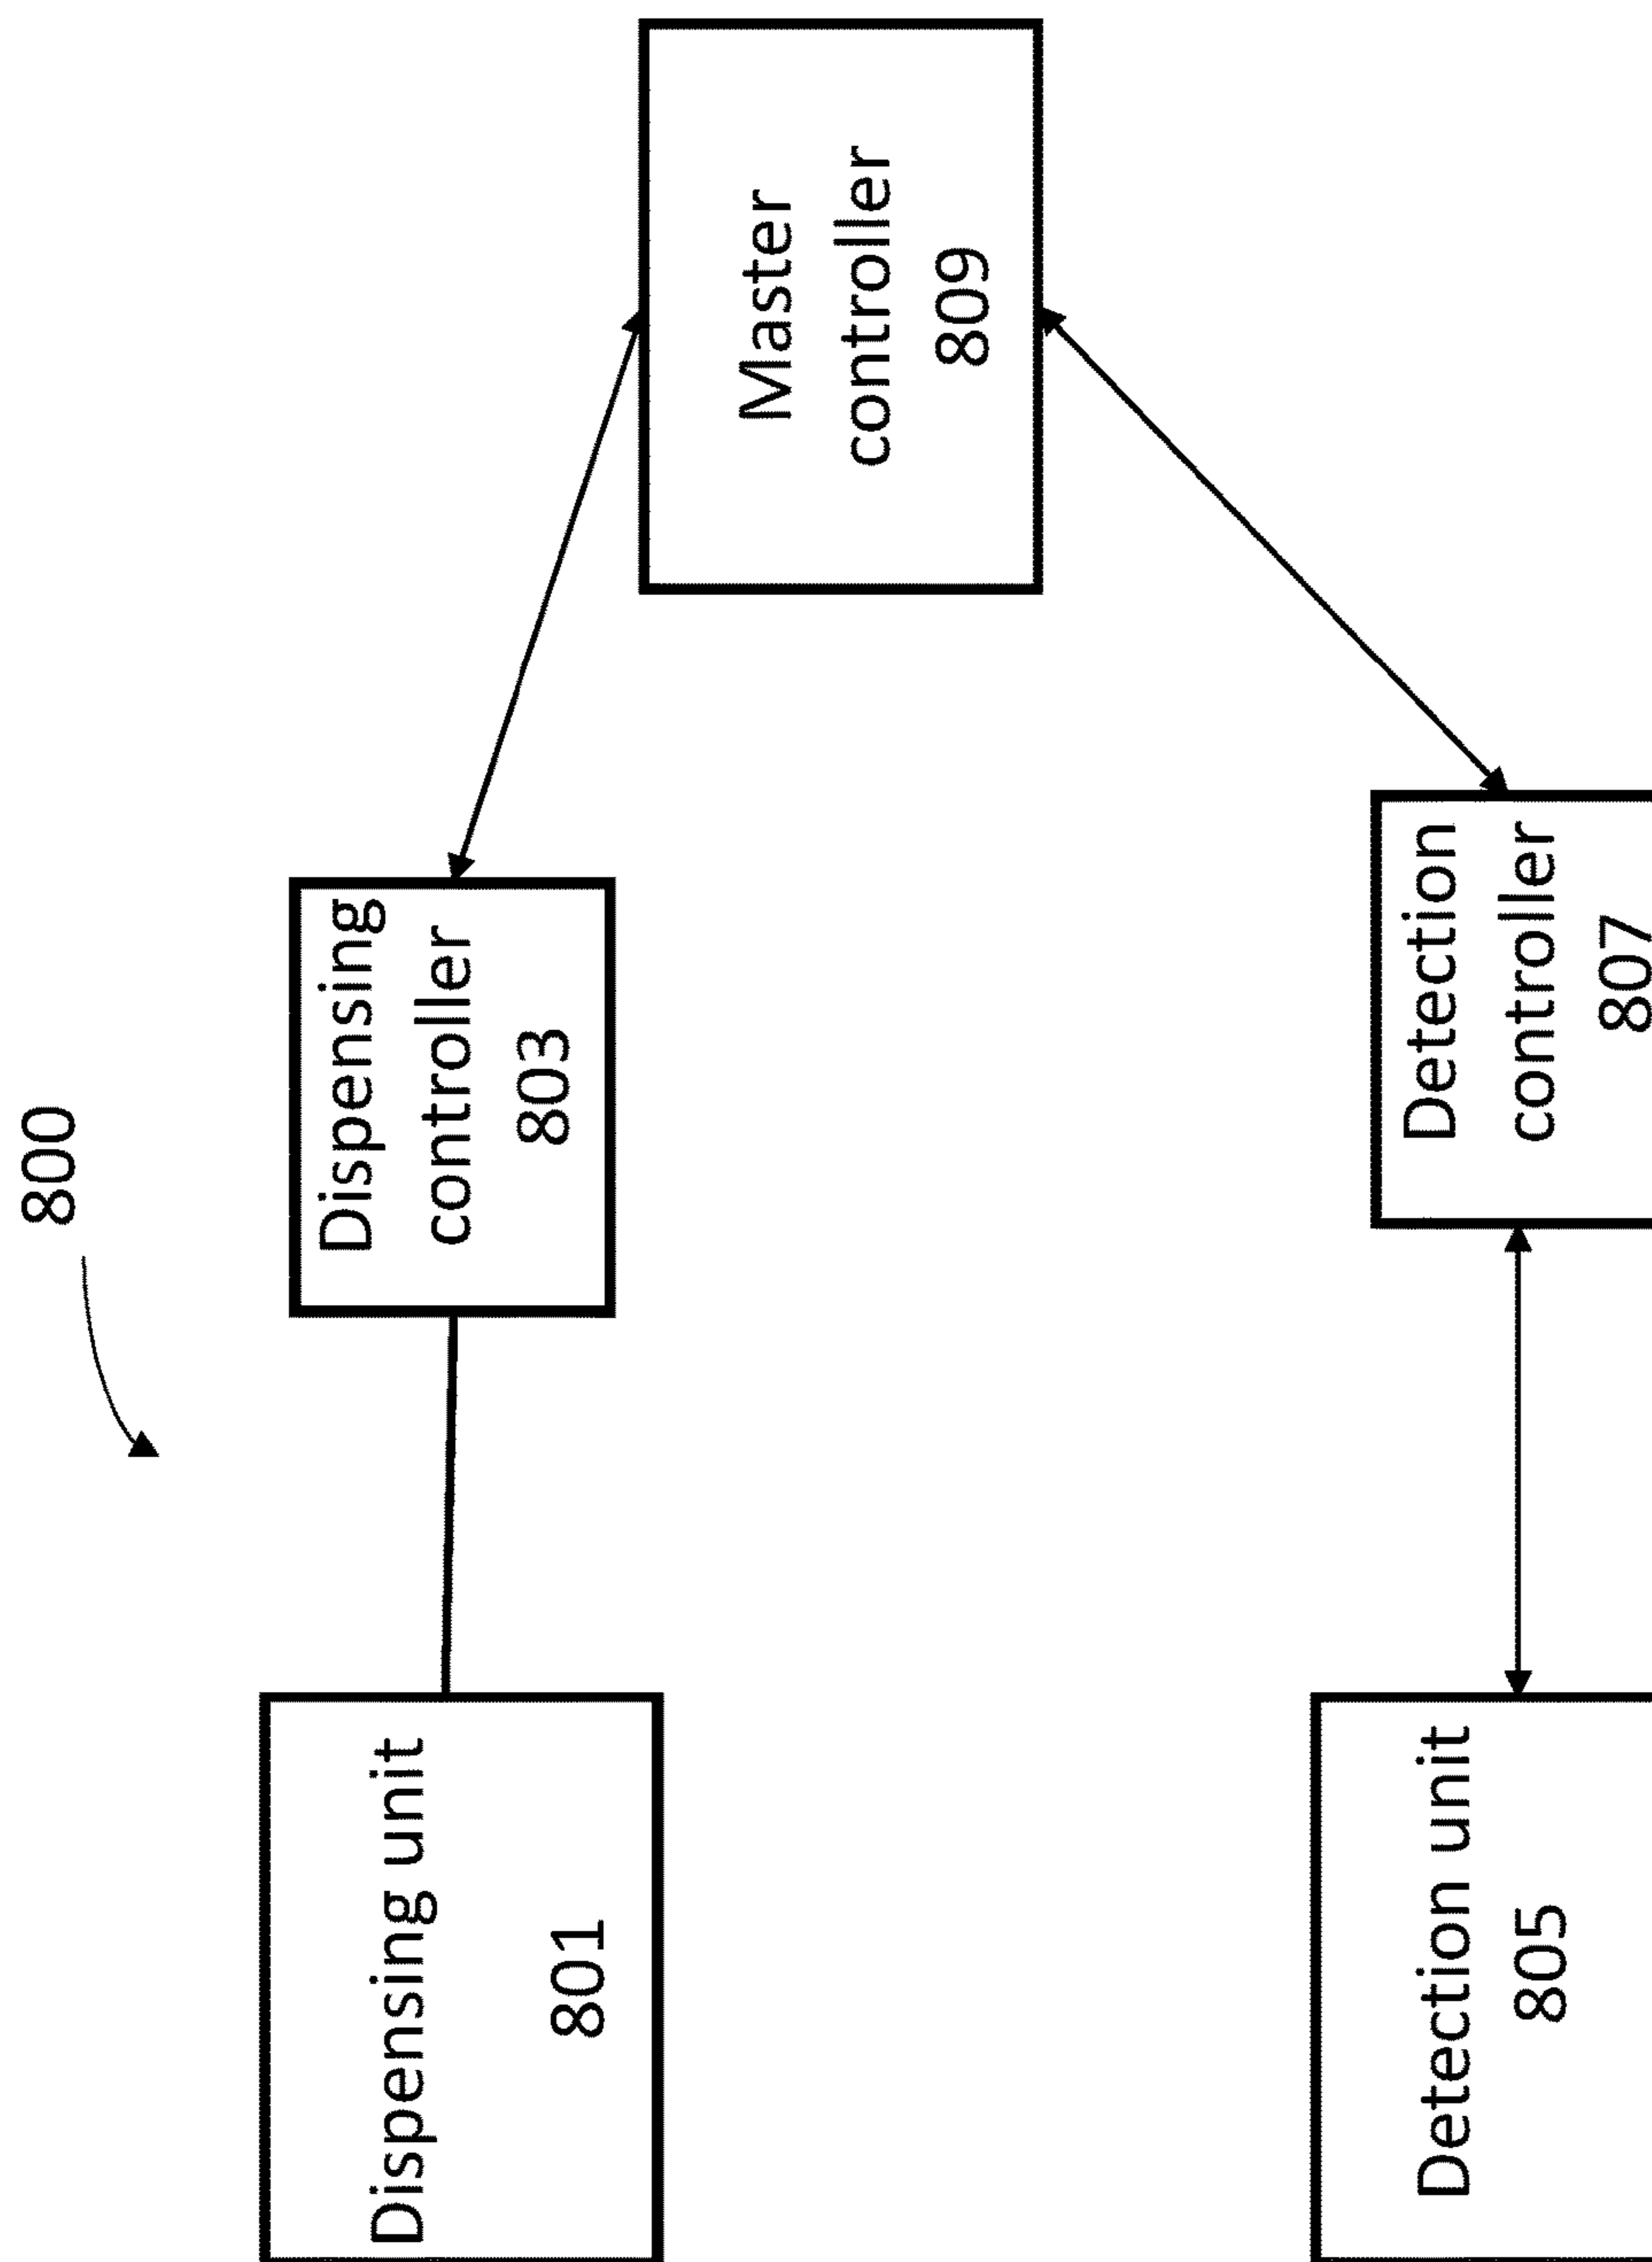 800
Dispensing unit
801
Dispensing
controller
803
Master
controller
809
Detection unit
805
Detection
controller
807